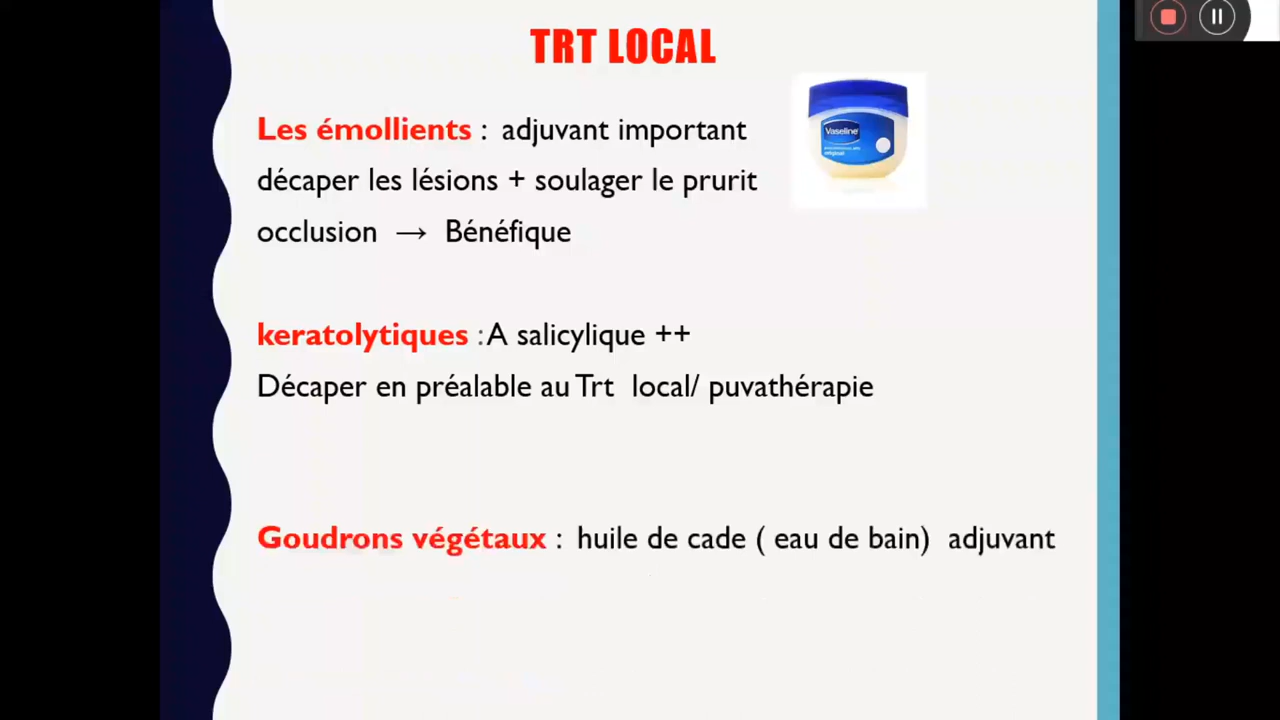 TRT LOCAL
Les émollients : adjuvant important
décaper les lésions + soulager le prurit
occlusion → Bénéfique
Vaseline
keratolytiques : A salicylique ++
Décaper en préalable au Trt local/ puvathérapie
Goudrons végétaux : huile de cade ( eau de bain) adjuvant